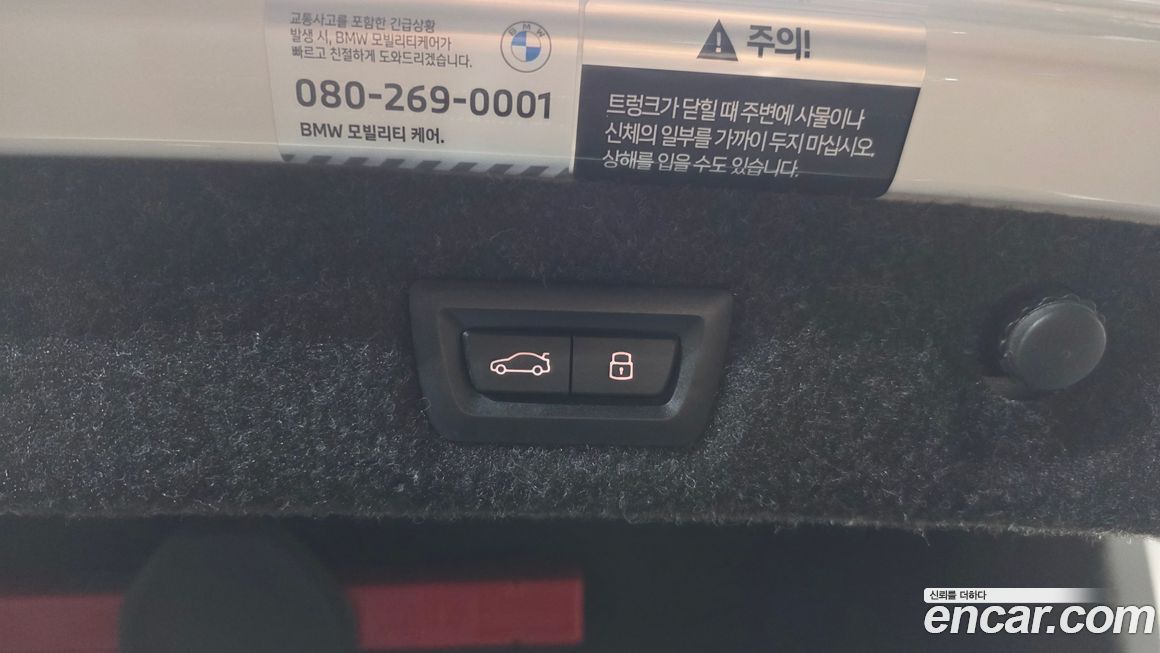 교통사고를 포함한 긴급상황
발생 시, BMW 모빌리티케어가
빠르고 친절하게 도와드리겠습니다.
BMW
080-269-0001
BMW 모빌리티 케어.
주의!
트렁크가 닫힐 때 주변에 사물이나
신체의 일부를 가까이 두지 마십시오.
상해를 입을 수도 있습니다.
신뢰를 더하다
encar.com